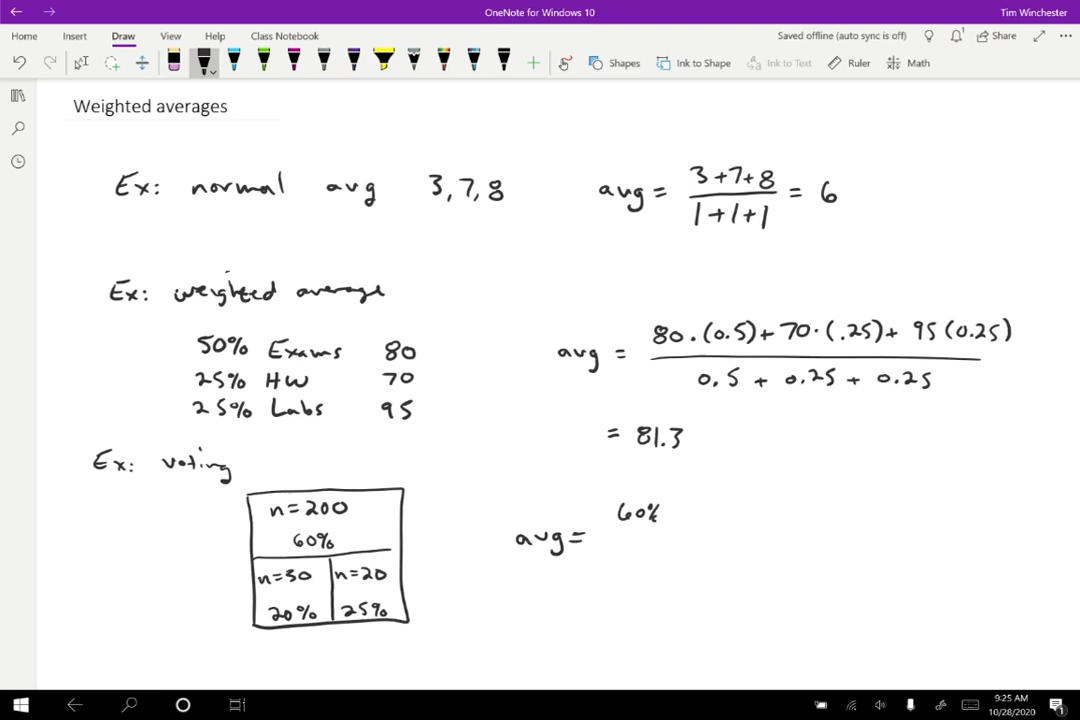 OneNote for Windows 10
Tim Winchester
Home Insert Draw View Help Class Notebook
Saved offline (auto sync is off) Share
Shapes Ink to Shape Ink to Text Ruler Math
Weighted averages
Ex: normal avg 3, 7, 8
avg = 3+7+8 / 1+1+1 = 6
Ex: weighted average
50% Exams 80
25% HW 70
25% Labs 95
avg = 80·(0.5)+70·(.25)+95(0.25) / 0.5 + 0.25 + 0.25
= 81.3
Ex: voting
n=200
60%
n=30 n=20
20% 25%
avg = 60%
9:25 AM
10/28/2020
1